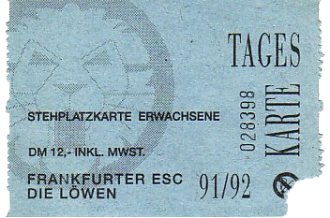 STEHPLATZKARTE ERWACHSENE
DM 12,- INKL. MWST.
FRANKFURTER ESC
DIE LÖWEN
91/92
TAGES
KARTE
028398